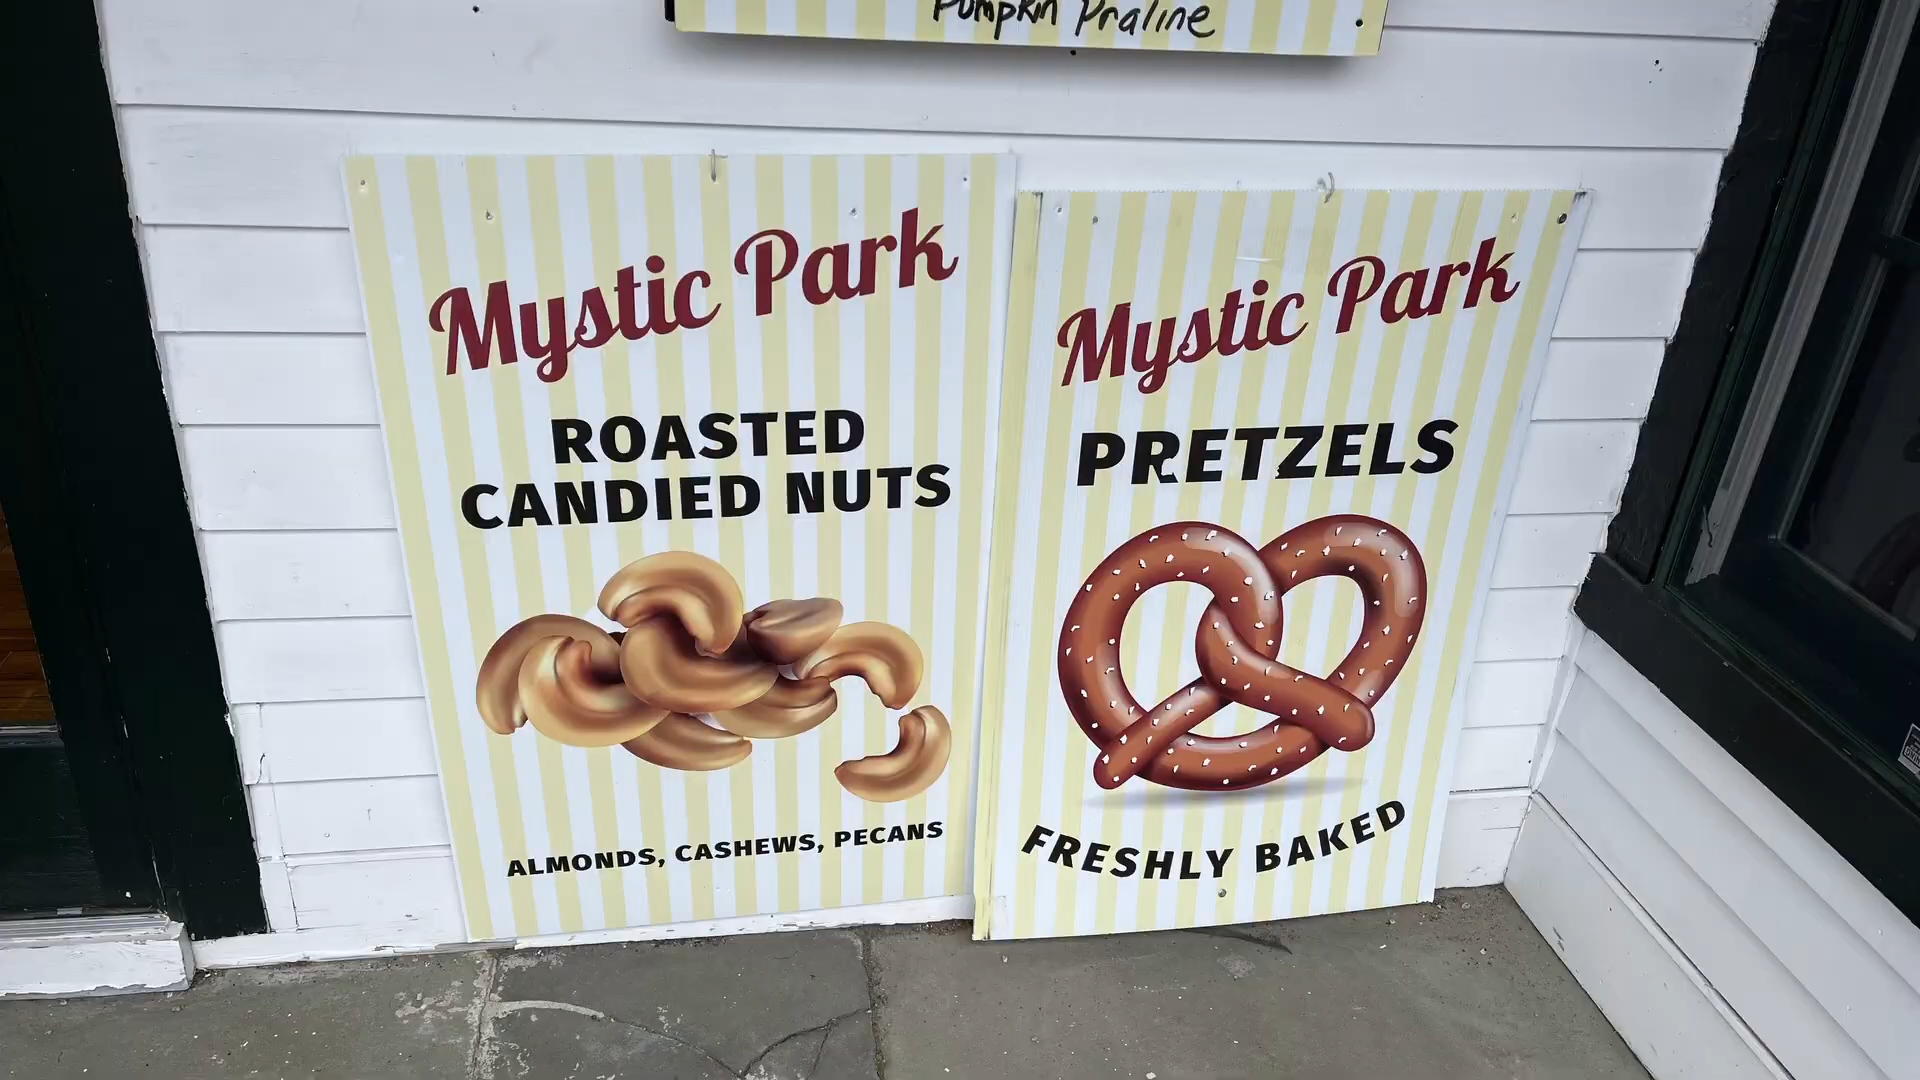 Pumpkin Praline
Mystic Park
ROASTED
CANDIED NUTS
ALMONDS, CASHEWS, PECANS
Mystic Park
PRETZELS
FRESHLY BAKED